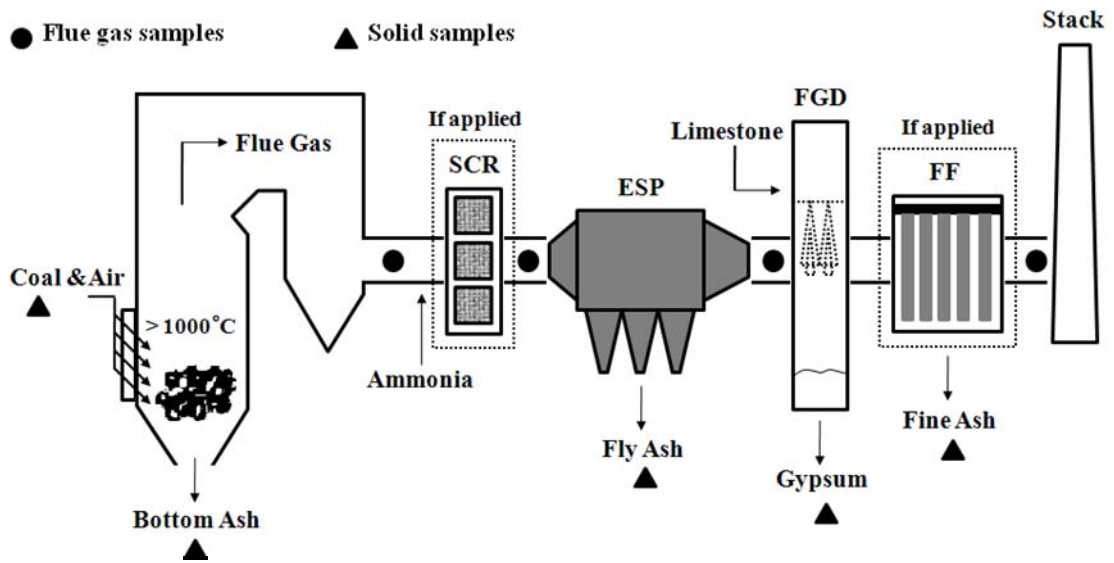 Flue gas samples
Solid samples
Stack
FGD
If applied
Limestone
If applied
Flue Gas
SCR
ESP
FF
Coal &Air
>1000°C
Ammonia
Fly Ash
Gypsum
Fine Ash
Bottom Ash